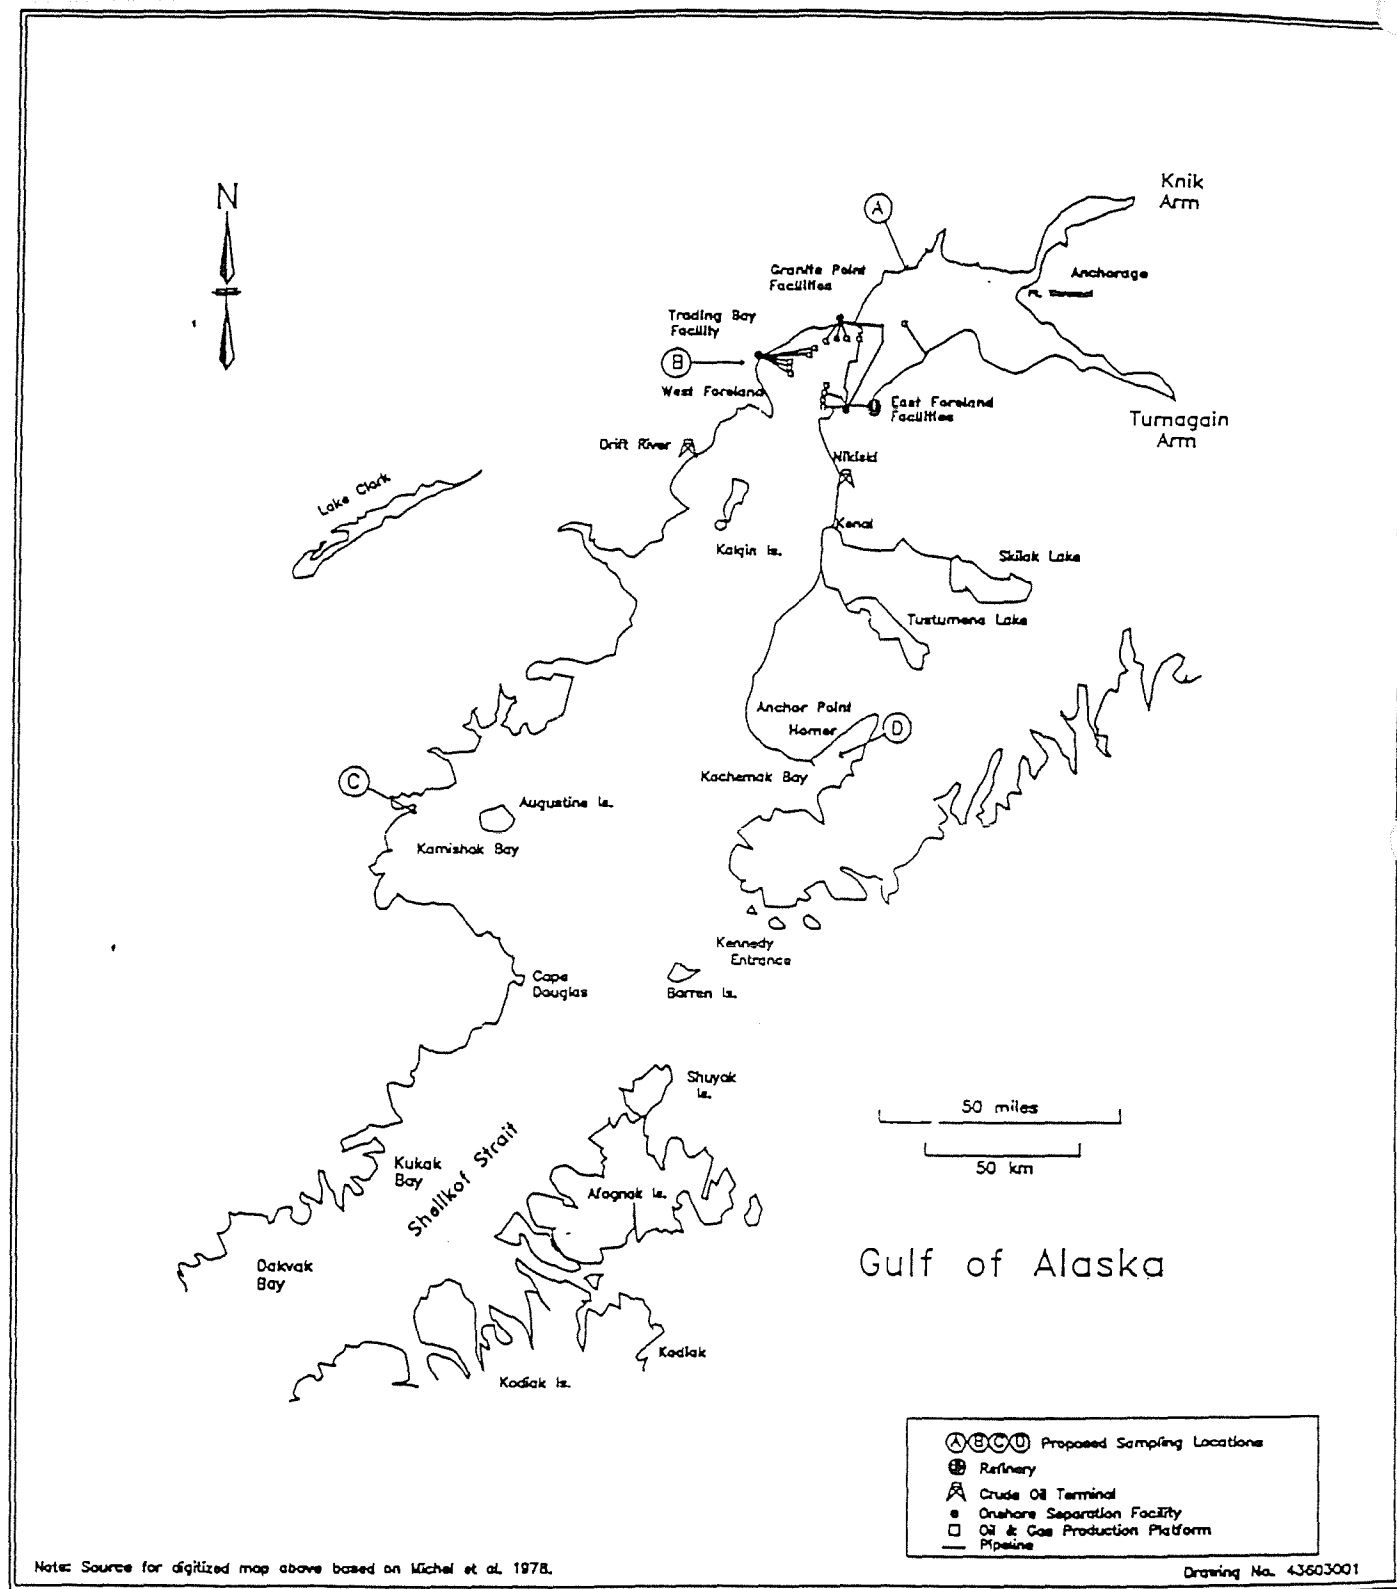 Knik
Arm
N
A
Granite Point
Facilities
Anchorage
Trading Bay
Facility
B
West Foreland
East Foreland
Facilities
Turnagain
Arm
Drift River
Nikiski
Lake Clark
Kenai
Kalgin Is.
Skilak Lake
Tustumena Lake
Anchor Point
Homer
D
Kachemak Bay
C
Augustine Is.
Kamishak Bay
Kennedy
Entrance
Cape
Douglas
Barren Is.
Shuyak
Is.
50 miles
50 km
Kukak
Bay
Shelikof Strait
Afognak Is.
Dakvak
Bay
Gulf of Alaska
Kodiak
Kodiak Is.
A B C D Proposed Sampling Locations
Refinery
Crude Oil Terminal
Onshore Separation Facility
Oil & Gas Production Platform
Pipeline
Note: Source for digitized map above based on Michel et al. 1978.
Drawing No. 43603001